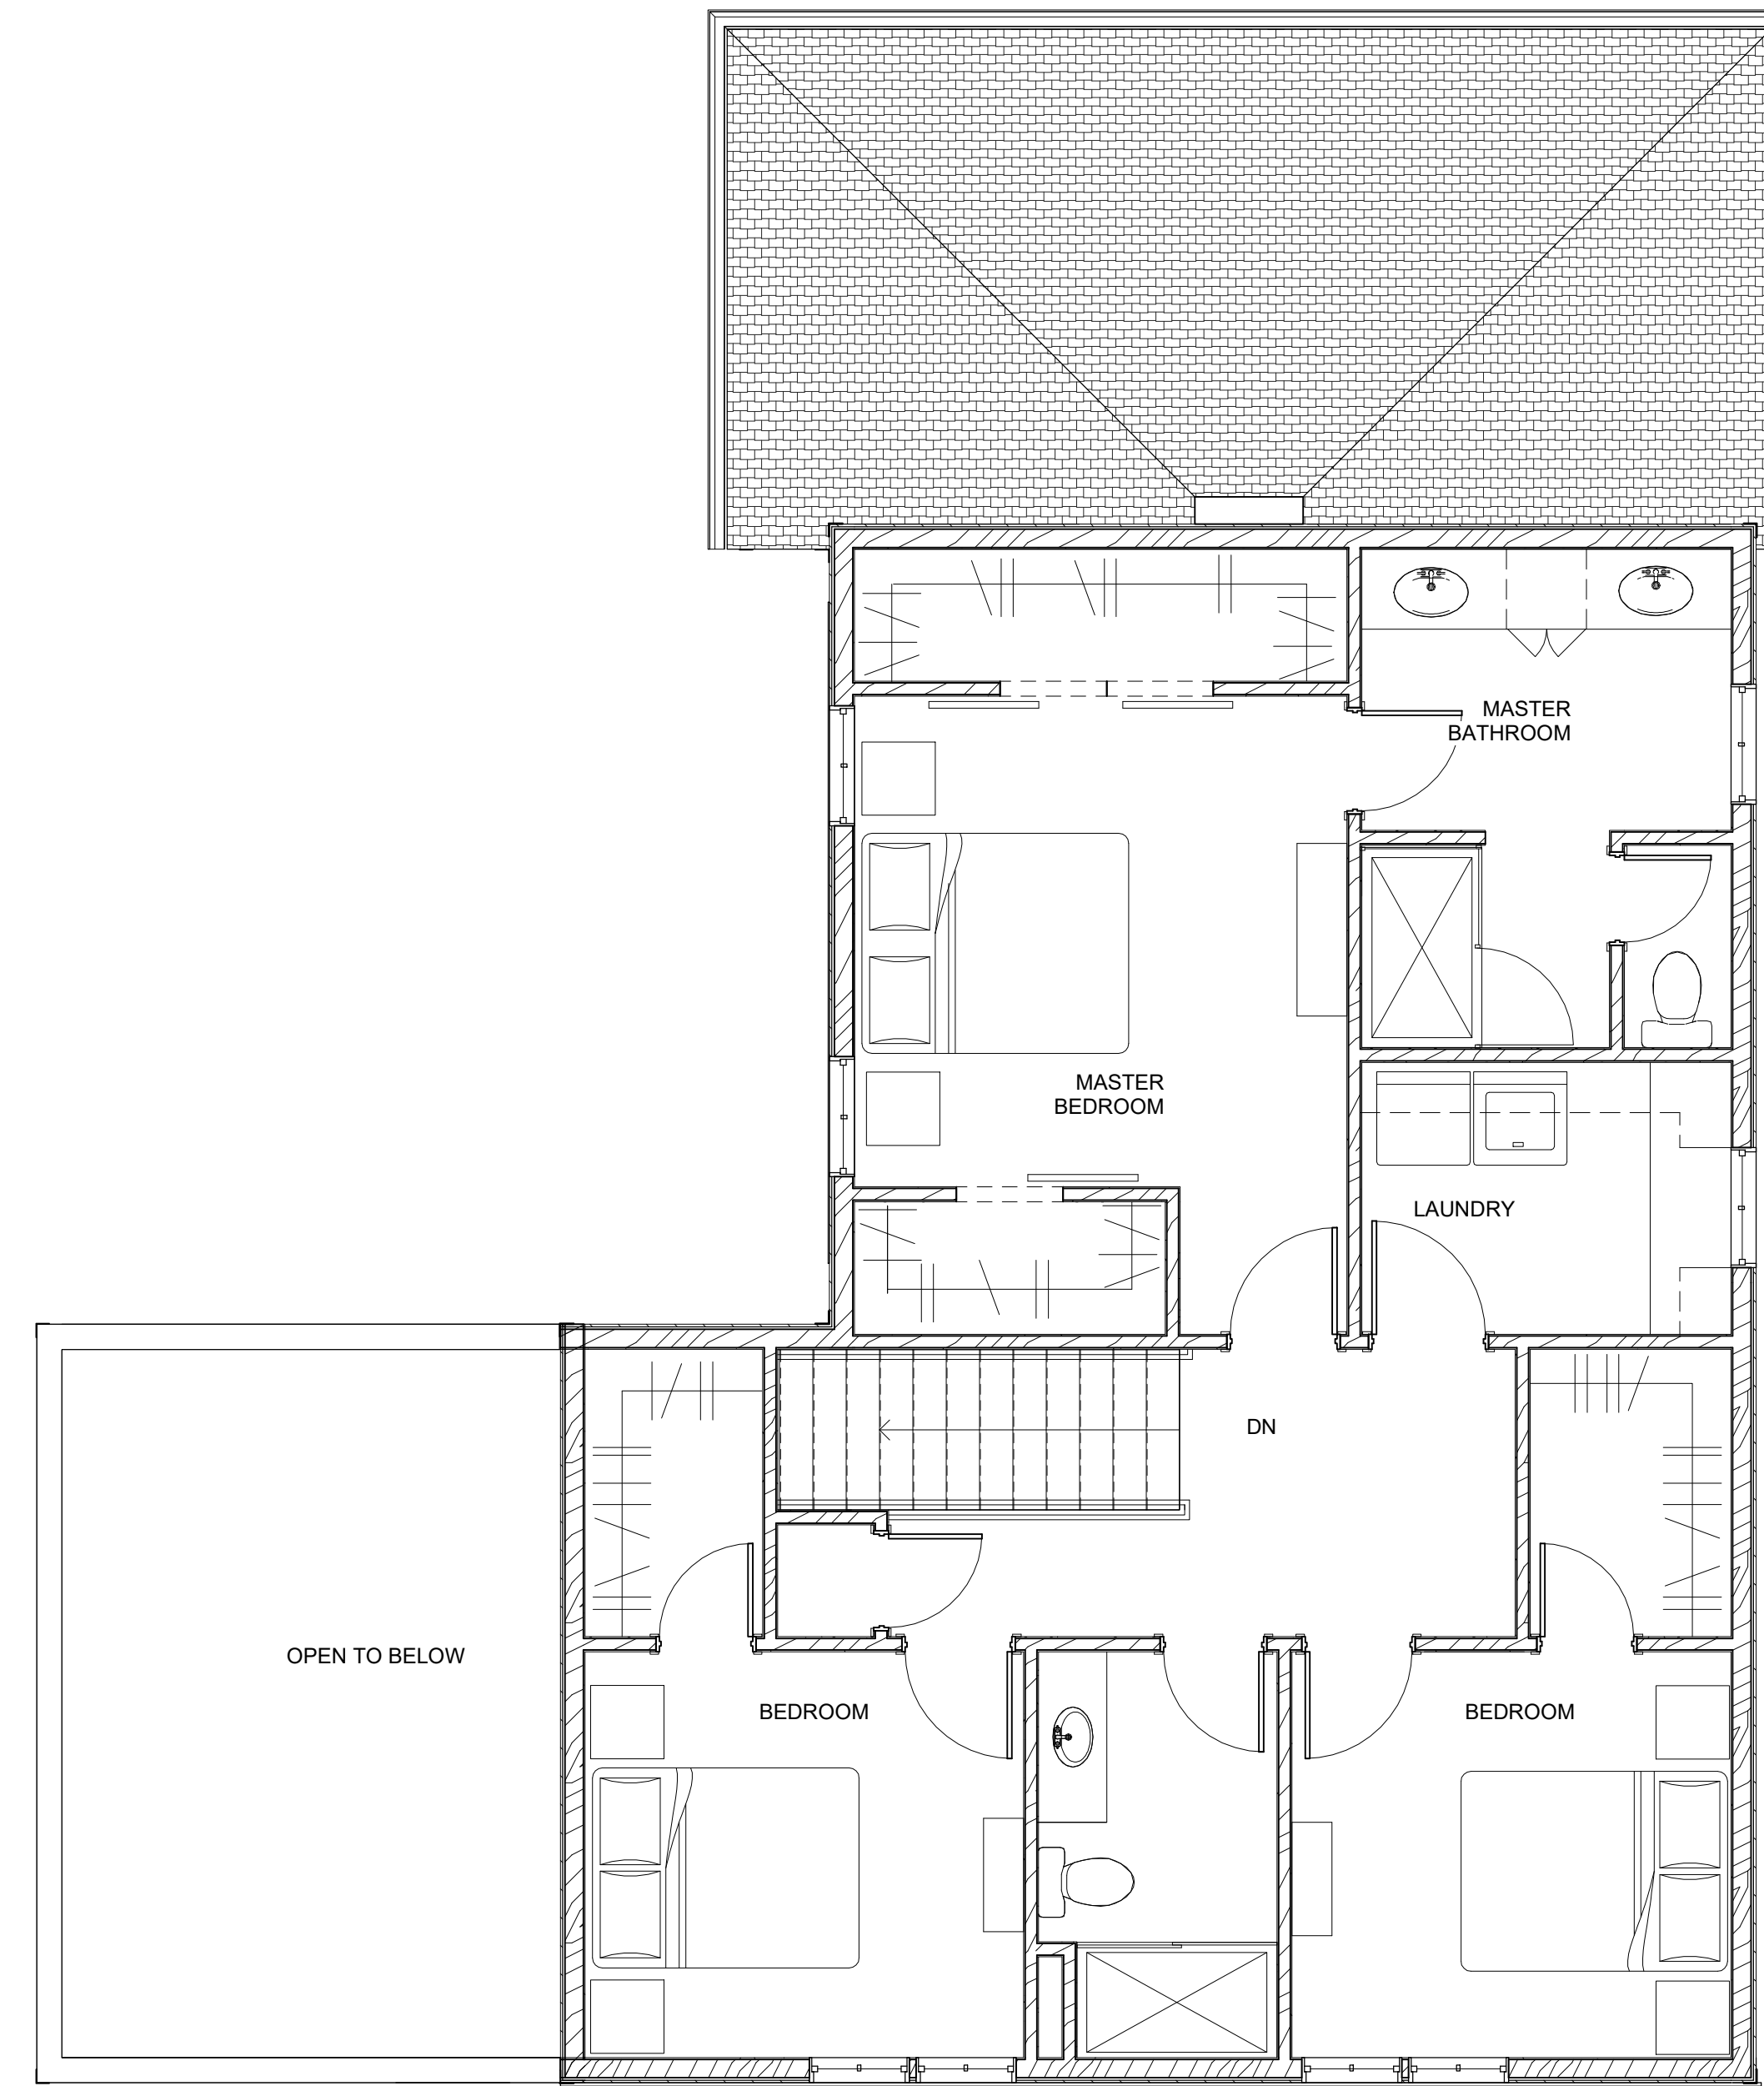 MASTER
BATHROOM
MASTER
BEDROOM
LAUNDRY
DN
OPEN TO BELOW
BEDROOM
BEDROOM